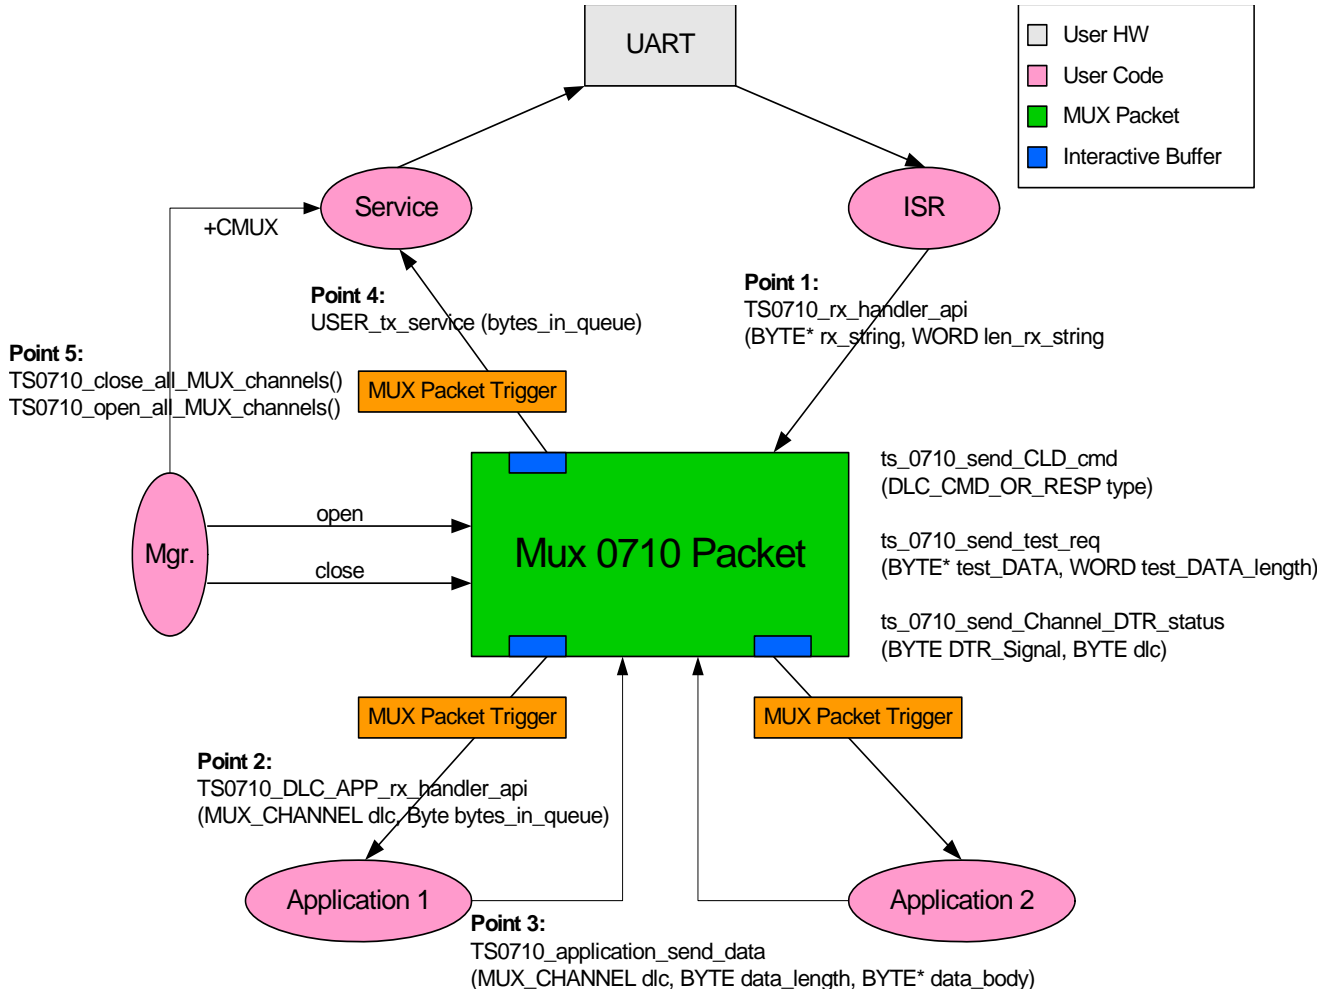 UART
User HW
User Code
MUX Packet
Interactive Buffer
Service
ISR
+CMUX
Point 4:
USER_tx_service (bytes_in_queue)
Point 1:
TS0710_rx_handler_api
(BYTE* rx_string, WORD len_rx_string
Point 5:
TS0710_close_all_MUX_channels()
TS0710_open_all_MUX_channels()
MUX Packet Trigger
ts_0710_send_CLD_cmd
(DLC_CMD_OR_RESP type)
ts_0710_send_test_req
(BYTE* test_DATA, WORD test_DATA_length)
ts_0710_send_Channel_DTR_status
(BYTE DTR_Signal, BYTE dlc)
Mgr.
open
close
Mux 0710 Packet
MUX Packet Trigger
MUX Packet Trigger
Point 2:
TS0710_DLC_APP_rx_handler_api
(MUX_CHANNEL dlc, Byte bytes_in_queue)
Application 1
Application 2
Point 3:
TS0710_application_send_data
(MUX_CHANNEL dlc, BYTE data_length, BYTE* data_body)